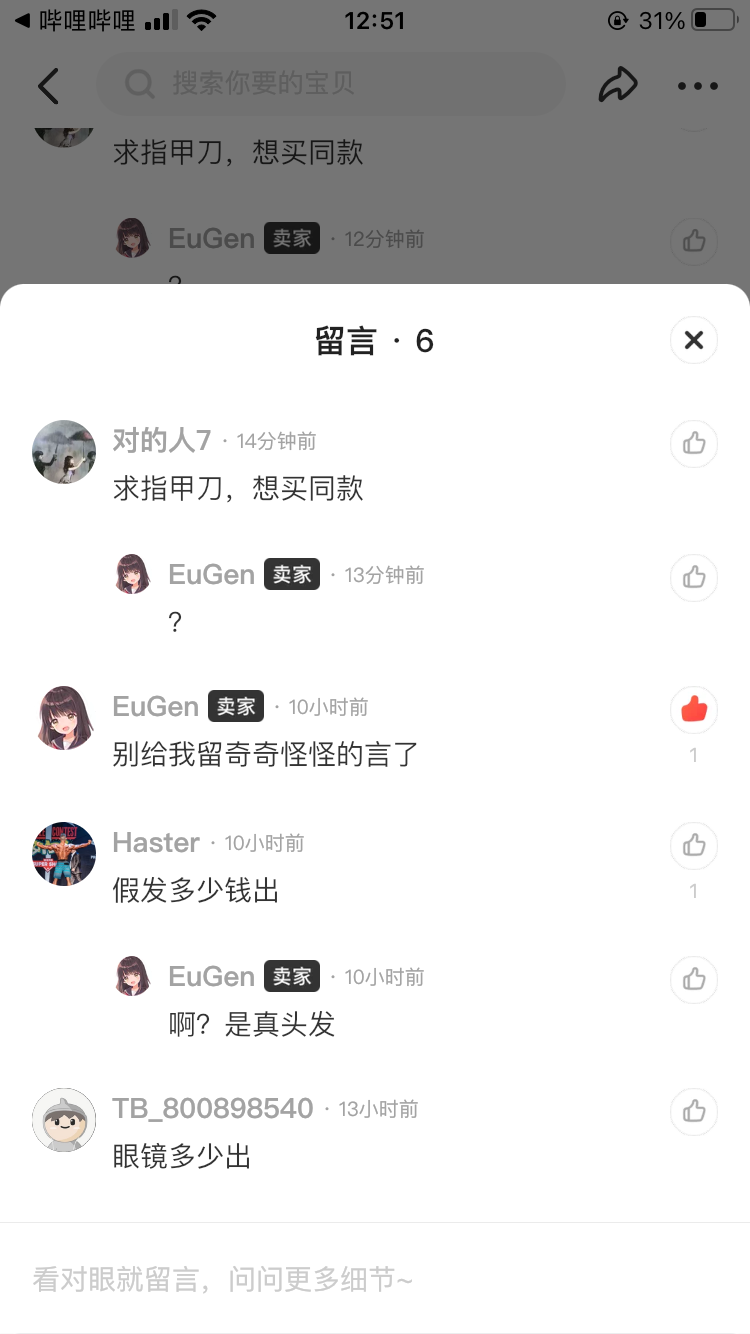 哔哩哔哩
12:51
31%
搜索你要的宝贝
求指甲刀，想买同款
EuGen 卖家 · 12分钟前
留言 · 6
对的人7 · 14分钟前
求指甲刀，想买同款
EuGen 卖家 · 13分钟前
？
EuGen 卖家 · 10小时前
别给我留奇奇怪怪的言了
1
Haster · 10小时前
假发多少钱出
1
EuGen 卖家 · 10小时前
啊？是真头发
TB_800898540 · 13小时前
眼镜多少出
看对眼就留言，问问更多细节~